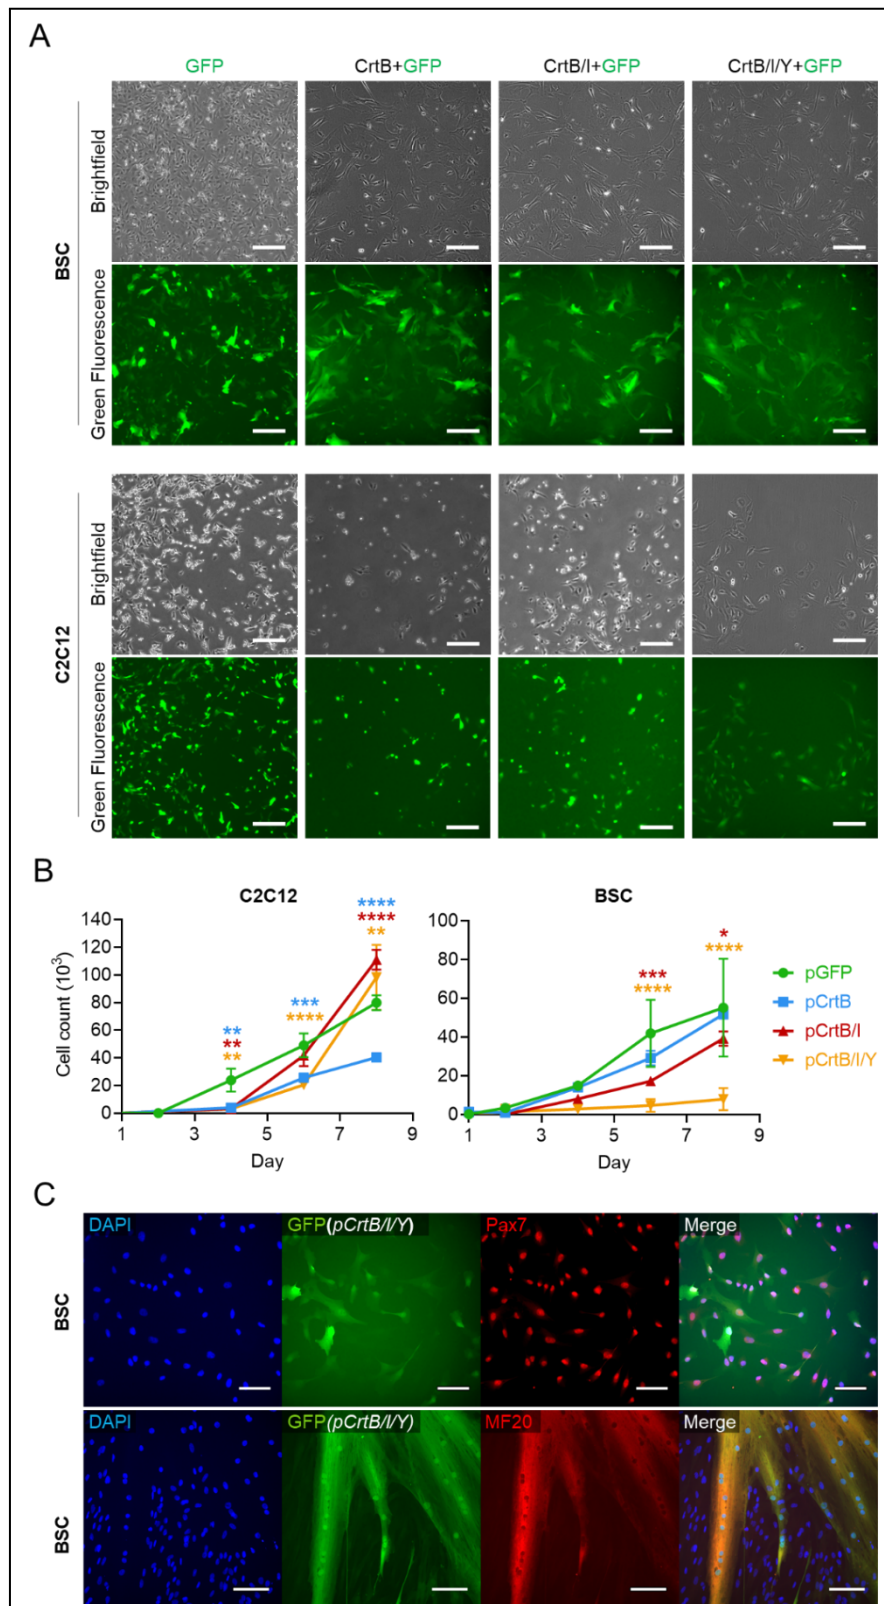 A
GFP
CrtB+GFP
CrtB/I+GFP
CrtB/I/Y+GFP
BSC
Brightfield
Green Fluorescence
C2C12
Brightfield
Green Fluorescence
B
C2C12
Cell count (10³)
140
120
100
80
60
40
20
0
1 3 5 7 9
Day
** ** **
*** ****
**** **** **
BSC
100
80
60
40
20
0
1 3 5 7 9
Day
*** ****
* ****
pGFP
pCrtB
pCrtB/I
pCrtB/I/Y
C
BSC
DAPI
GFP(pCrtB/I/Y)
Pax7
Merge
BSC
DAPI
GFP(pCrtB/I/Y)
MF20
Merge